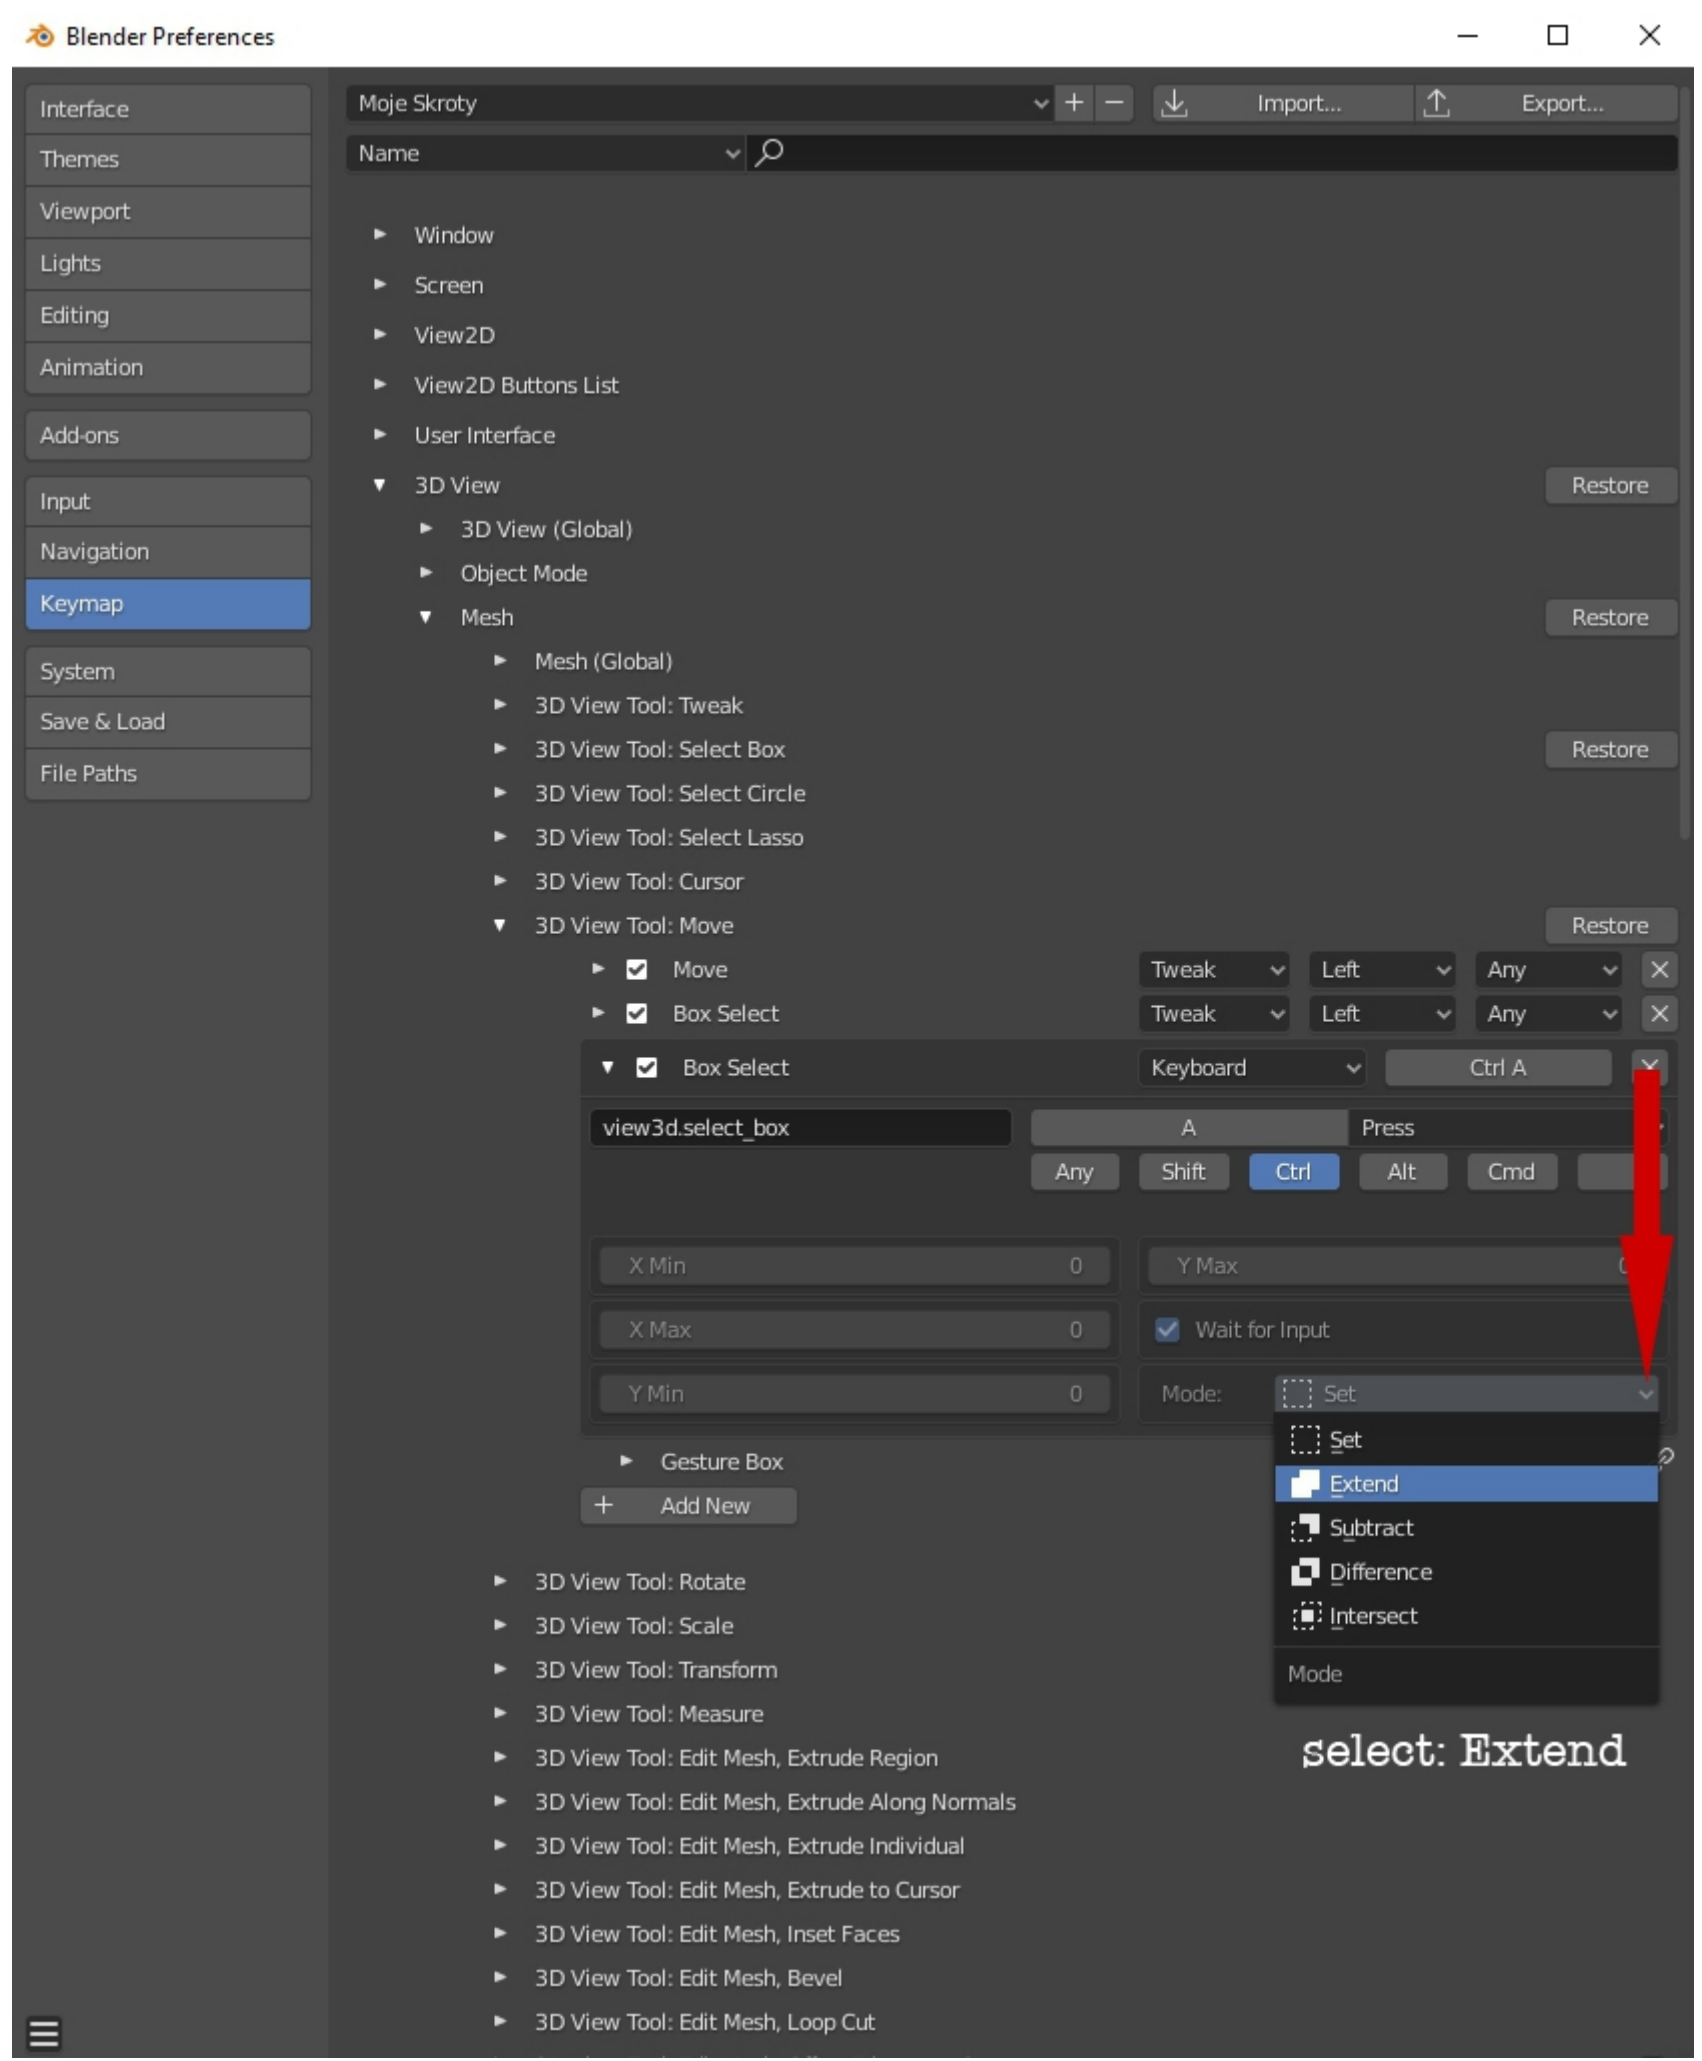 Blender Preferences
Interface
Themes
Viewport
Lights
Editing
Animation
Add-ons
Input
Navigation
Keymap
System
Save & Load
File Paths
Moje Skroty
Import...
Export...
Name
Window
Screen
View2D
View2D Buttons List
User Interface
3D View Restore
3D View (Global)
Object Mode
Mesh Restore
Mesh (Global)
3D View Tool: Tweak
3D View Tool: Select Box Restore
3D View Tool: Select Circle
3D View Tool: Select Lasso
3D View Tool: Cursor
3D View Tool: Move Restore
Move Tweak Left Any
Box Select Tweak Left Any
Box Select Keyboard Ctrl A
view3d.select_box A Press
Any Shift Ctrl Alt Cmd
X Min 0 Y Max
X Max 0 Wait for Input
Y Min 0 Mode: Set
Set
Extend
Subtract
Difference
Intersect
Mode
Gesture Box
Add New
3D View Tool: Rotate
3D View Tool: Scale
3D View Tool: Transform
3D View Tool: Measure
select: Extend
3D View Tool: Edit Mesh, Extrude Region
3D View Tool: Edit Mesh, Extrude Along Normals
3D View Tool: Edit Mesh, Extrude Individual
3D View Tool: Edit Mesh, Extrude to Cursor
3D View Tool: Edit Mesh, Inset Faces
3D View Tool: Edit Mesh, Bevel
3D View Tool: Edit Mesh, Loop Cut